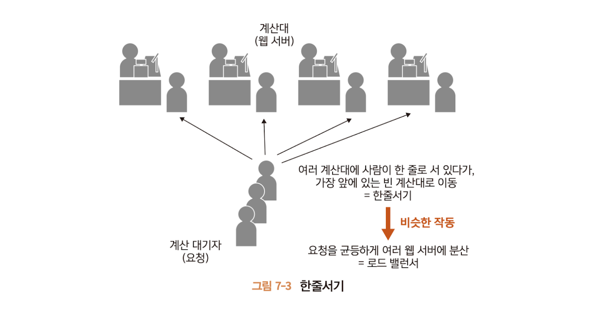 계산대
(웹 서버)
여러 계산대에 사람이 한 줄로 서 있다가,
가장 앞에 있는 빈 계산대로 이동
= 한줄서기
비슷한 작동
계산 대기자
(요청)
요청을 균등하게 여러 웹 서버에 분산
= 로드 밸런서
그림 7-3 한줄서기